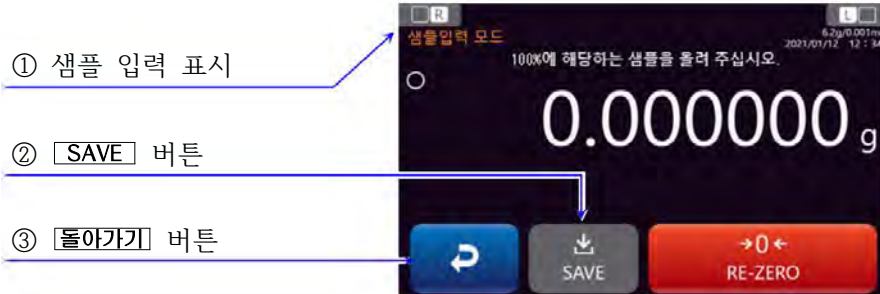 R
L
샘플입력 모드
6.2g/0.001m
2021/01/12 12:34
① 샘플 입력 표시
100%에 해당하는 샘플을 올려 주십시오.
0.000000 g
② SAVE 버튼
③ 돌아가기 버튼
SAVE
→0←
RE-ZERO